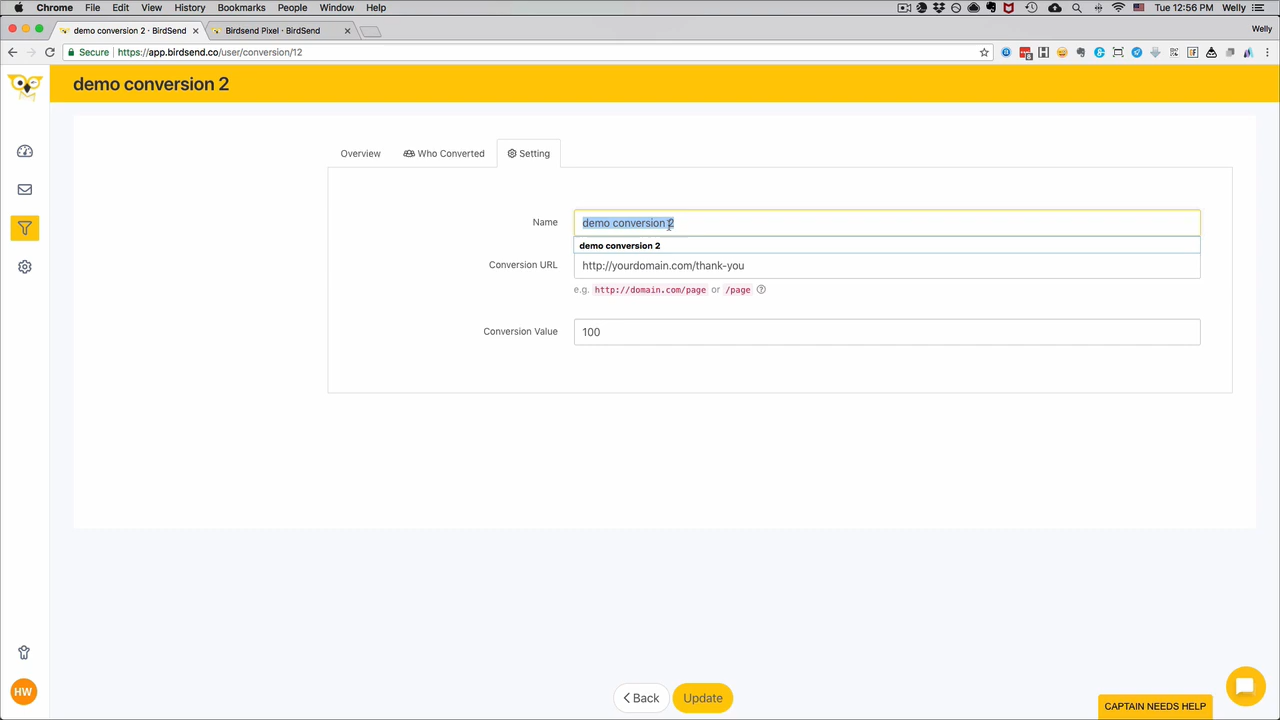 Chrome File Edit View History Bookmarks People Window Help Tue 12:56 PM Welly
demo conversion 2 · BirdSend × Birdsend Pixel · BirdSend × Welly
Secure https://app.birdsend.co/user/conversion/12
demo conversion 2
Overview Who Converted Setting
Name demo conversion 2
demo conversion 2
Conversion URL http://yourdomain.com/thank-you
e.g. http://domain.com/page or /page ?
Conversion Value 100
HW
Back Update
CAPTAIN NEEDS HELP